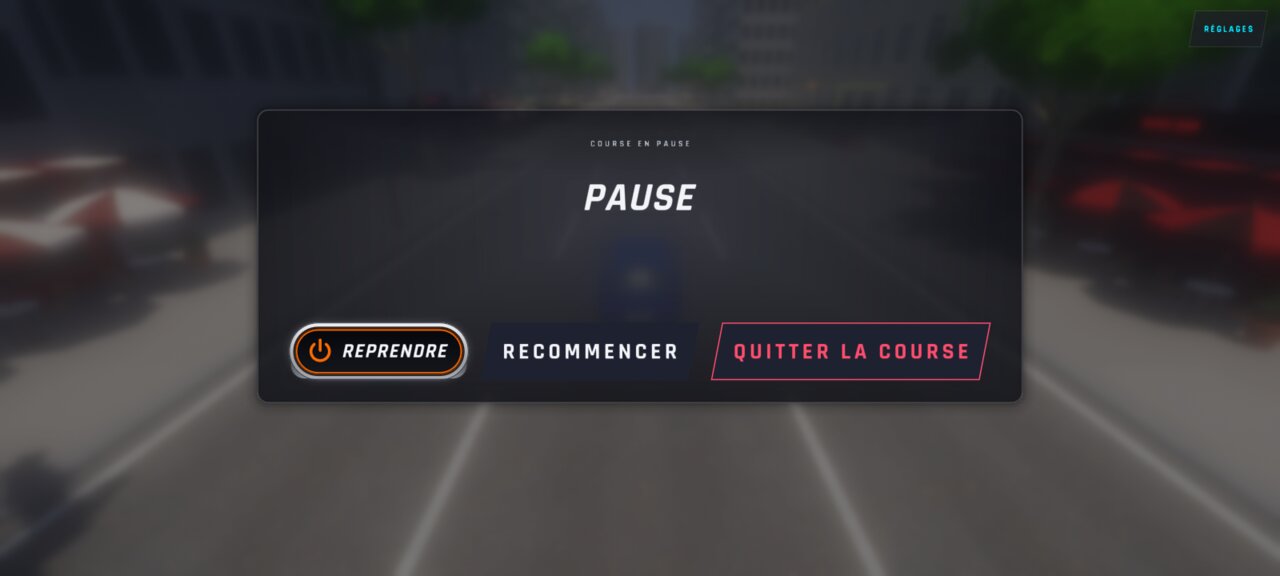 RÉGLAGES
COURSE EN PAUSE
PAUSE
REPRENDRE
RECOMMENCER
QUITTER LA COURSE